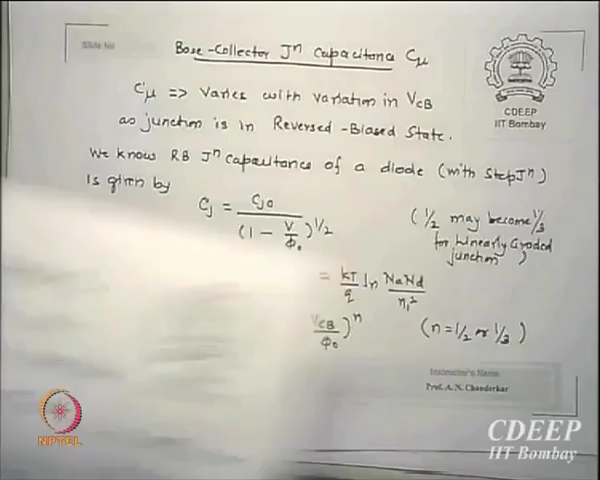 Slide No
Base-Collector Jⁿ Capacitance Cμ
CDEEP
IIT Bombay
Cμ => Varies with variation in VCB
as junction is in Reversed-Biased State.
We know RB Jⁿ Capacitance of a diode (with Step Jⁿ)
is given by
Cj = Cjo / (1 - V/Φ₀)^1/2
(1/2 may become 1/3
for Linearly Graded
junction)
= kT/q ln NaNd/ni²
VCB/Φ₀)ⁿ (n = 1/2 or 1/3)
Instructor's Name
Prof. A. N. Chandorkar
NPTEL
CDEEP
IIT Bombay